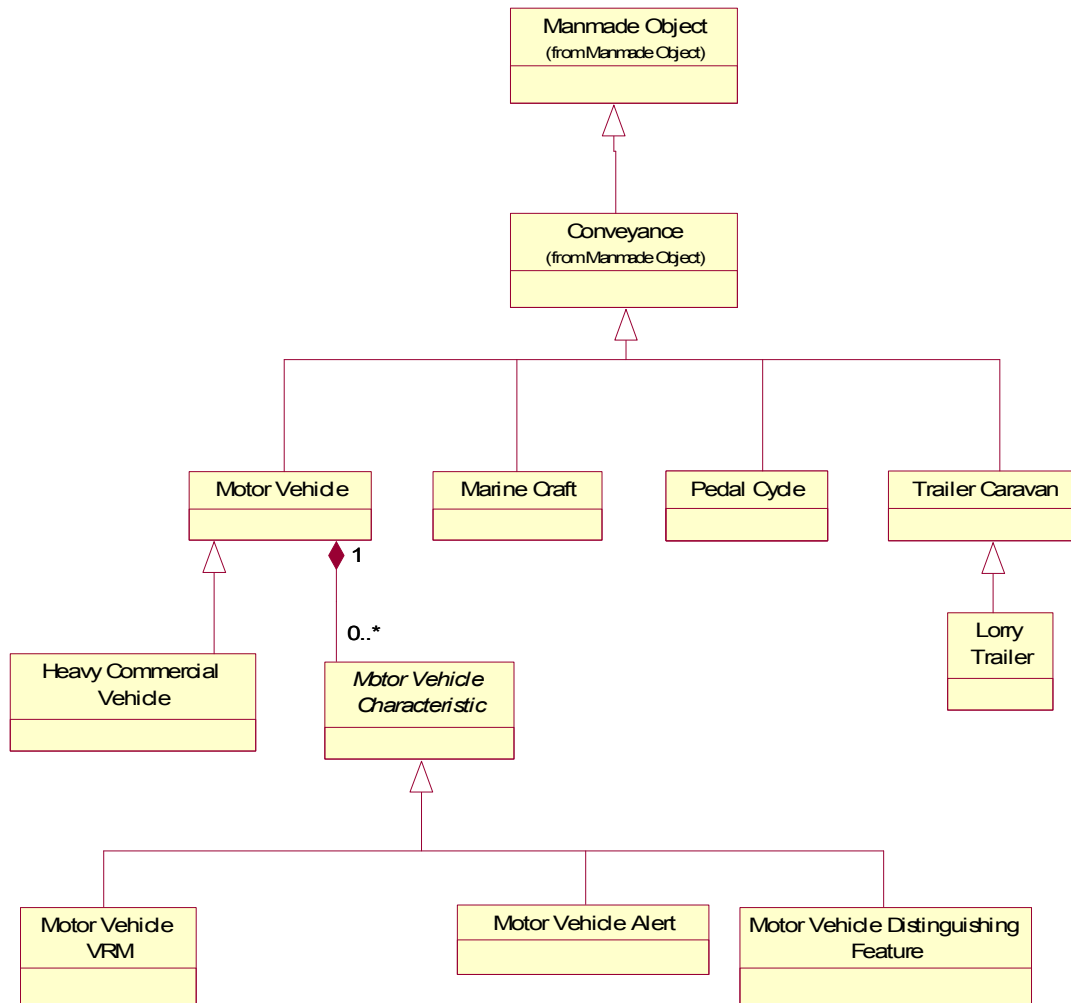 Manmade Object
(from Manmade Object)
Conveyance
(from Manmade Object)
Motor Vehicle
Marine Craft
Pedal Cycle
Trailer Caravan
1
0..*
Lorry
Trailer
Heavy Commercial
Vehicle
Motor Vehicle
Characteristic
Motor Vehicle
VRM
Motor Vehicle Alert
Motor Vehicle Distinguishing
Feature